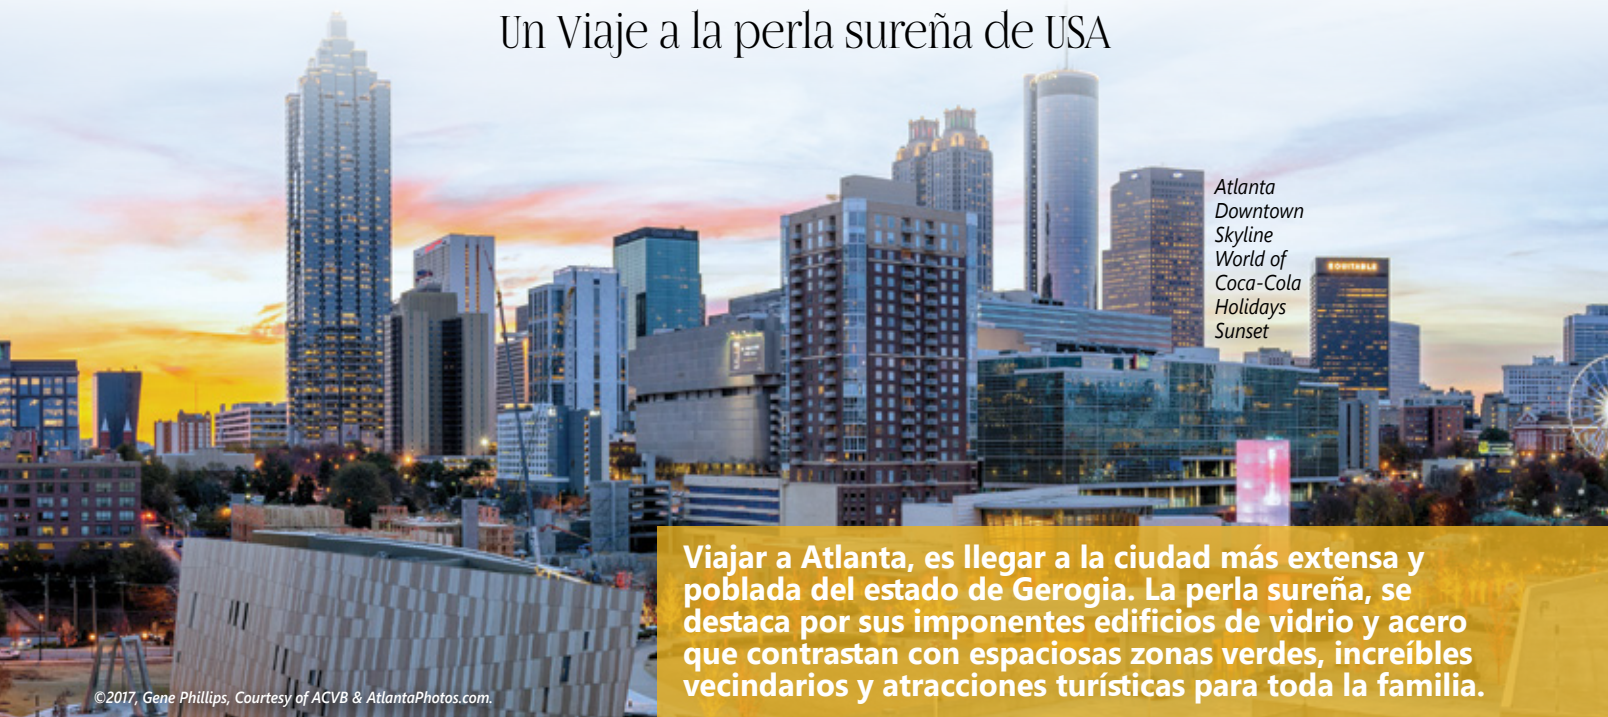 Un Viaje a la perla sureña de USA
Atlanta
Downtown
Skyline
World of
Coca-Cola
Holidays
Sunset
EQUITABLE
Viajar a Atlanta, es llegar a la ciudad más extensa y
poblada del estado de Gerogia. La perla sureña, se
destaca por sus imponentes edificios de vidrio y acero
que contrastan con espaciosas zonas verdes, increíbles
vecindarios y atracciones turísticas para toda la familia.
©2017, Gene Phillips, Courtesy of ACVB & AtlantaPhotos.com.